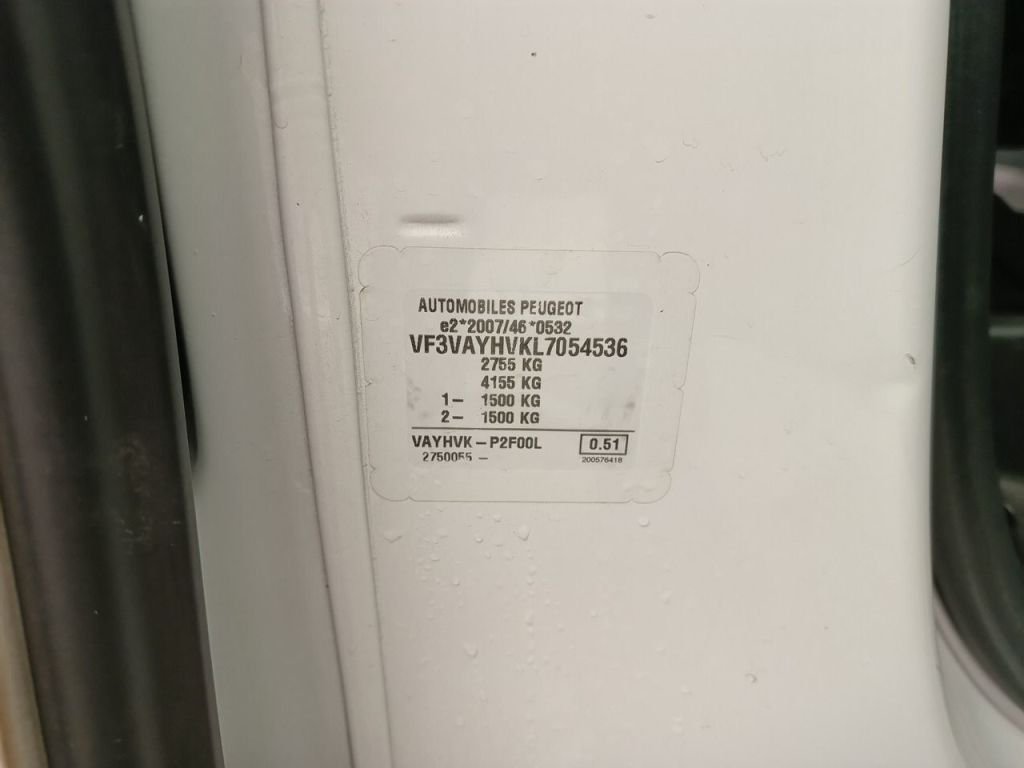 AUTOMOBILES PEUGEOT
e2*2007/46*0532
VF3VAYHVKL7054536
2755 KG
4155 KG
1- 1500 KG
2- 1500 KG
VAYHVK-P2F00L 0.51
2750055 - 200576418